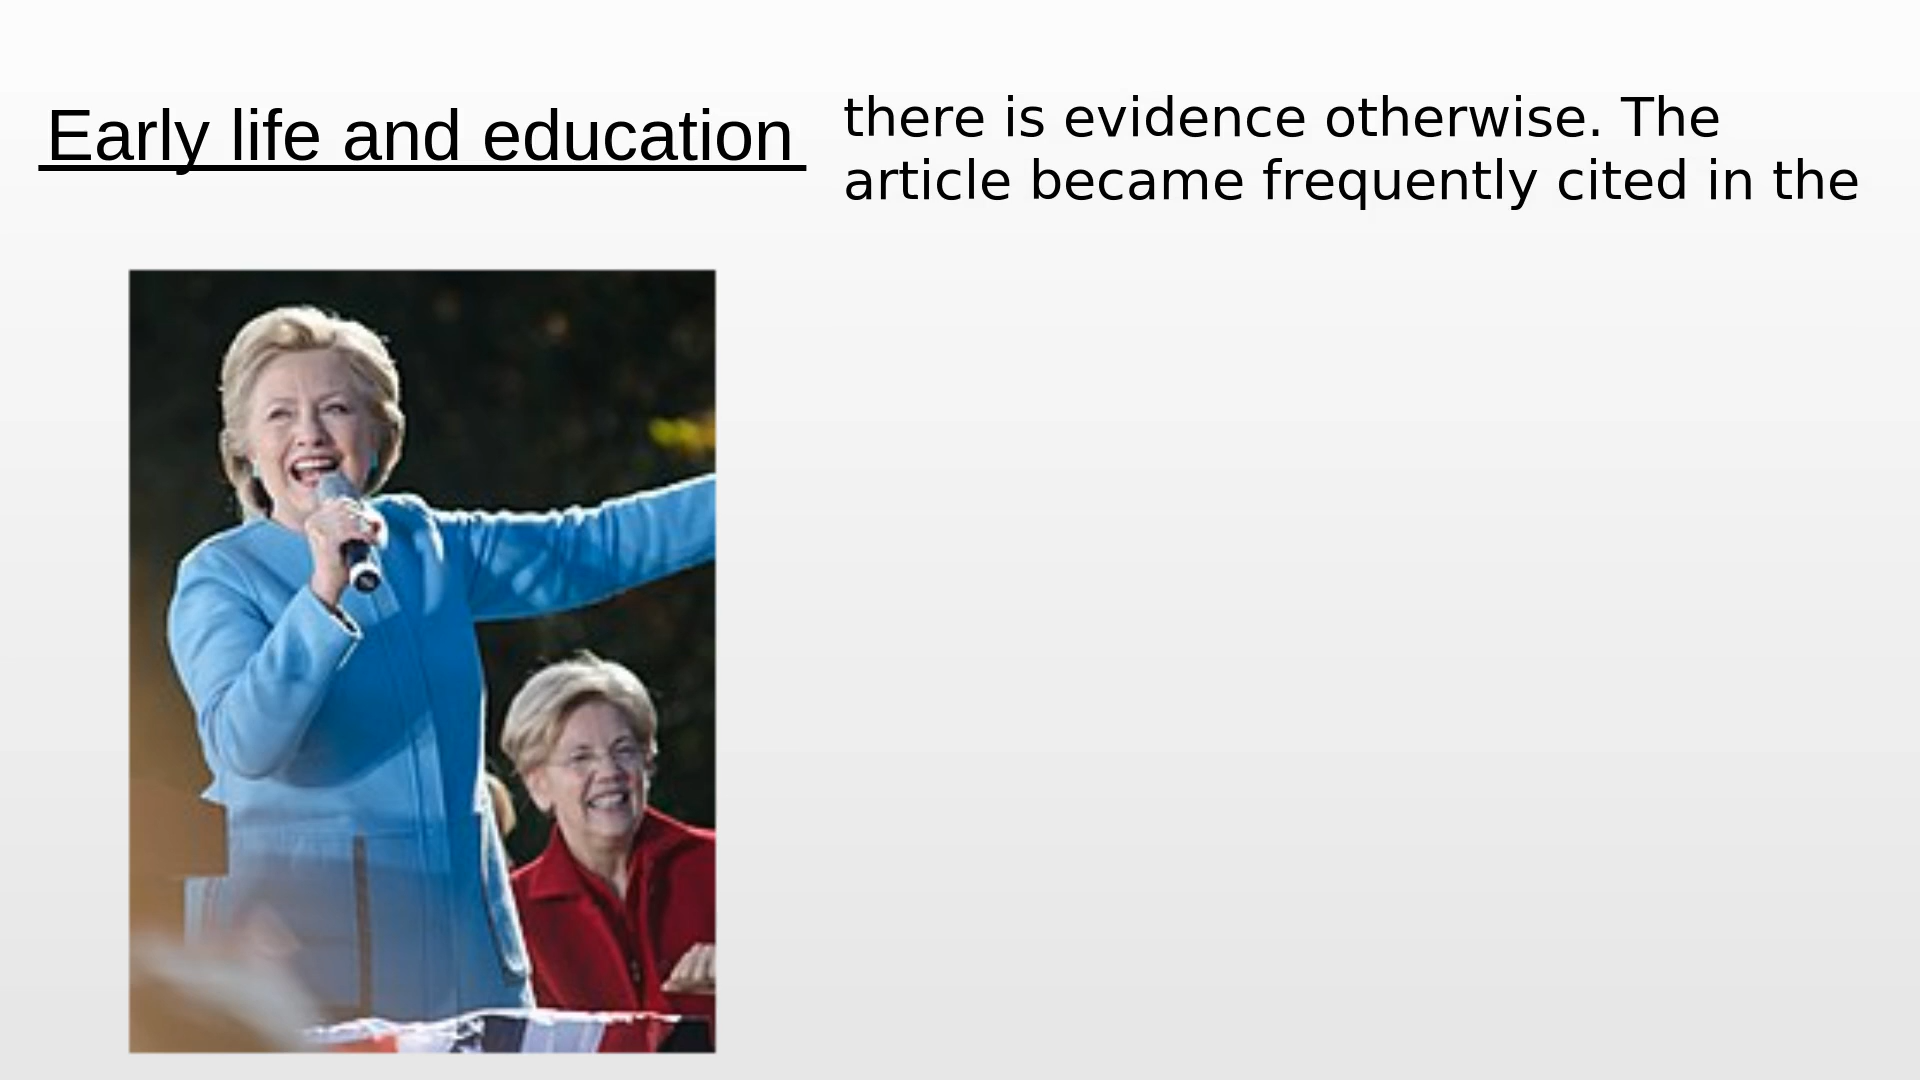 Early life and education
there is evidence otherwise. The
article became frequently cited in the